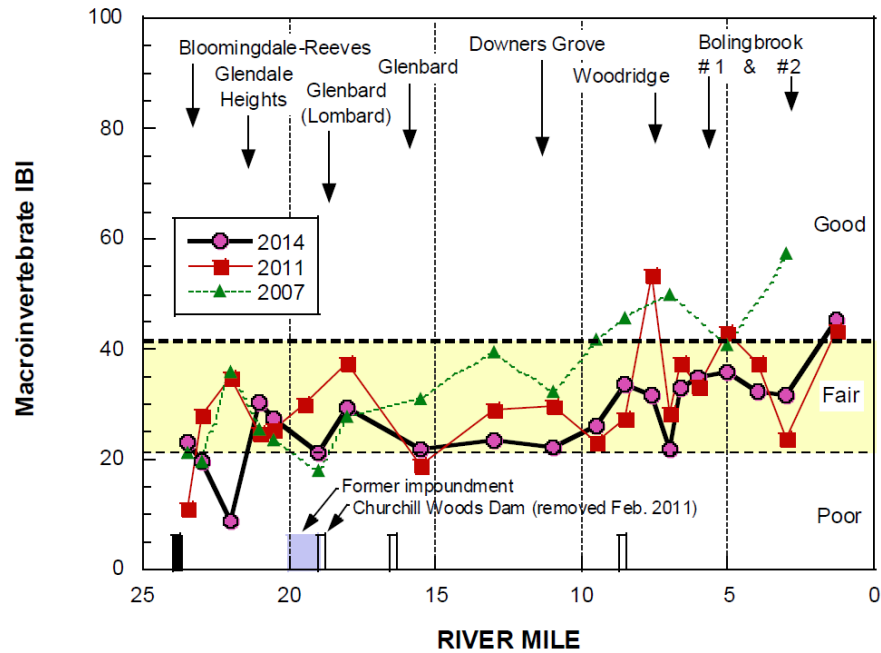 Macroinvertebrate IBI
100
80
60
40
20
0
Bloomingdale-Reeves
Glendale
Heights
Glenbard
(Lombard)
Glenbard
Downers Grove
Woodridge
Bolingbrook
# 1 & #2
2014
2011
2007
Good
Fair
Poor
Former impoundment
Churchill Woods Dam (removed Feb. 2011)
25 20 15 10 5 0
RIVER MILE